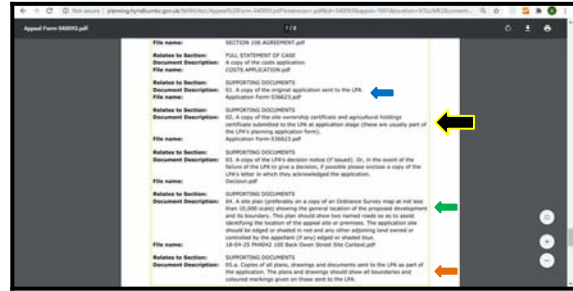 Not secure | planning.hyndburn.gov.uk
Appeal Form-540093.pdf
7 / 8
File name: SECTION 106 AGREEMENT.pdf
Relates to Section: FULL STATEMENT OF CASE
Document Description: A copy of the costs application.
File name: COSTS APPLICATION.pdf
Relates to Section: SUPPORTING DOCUMENTS
Document Description: 01. A copy of the original application sent to the LPA.
File name: Application Form-536623.pdf
Relates to Section: SUPPORTING DOCUMENTS
Document Description: 02. A copy of the site ownership certificate and agricultural holdings
certificate submitted to the LPA at application stage (these are usually part of
the LPA's planning application form).
File name: Application Form-536623.pdf
Relates to Section: SUPPORTING DOCUMENTS
Document Description: 03. A copy of the LPA's decision notice (if issued). Or, in the event of the
failure of the LPA to give a decision, if possible please enclose a copy of the
LPA's letter in which they acknowledged the application.
File name: Decision.pdf
Relates to Section: SUPPORTING DOCUMENTS
Document Description: 04. A site plan (preferably on a copy of an Ordnance Survey map at not less
than 10,000 scale) showing the general location of the proposed development
and its boundary. This plan should show two named roads so as to assist
identifying the location of the appeal site or premises. The application site
should be edged or shaded in red and any other adjoining land owned or
controlled by the appellant (if any) edged or shaded blue.
File name: 18-04-25 PHA042 100 Back Owen Street Site Context.pdf
Relates to Section: SUPPORTING DOCUMENTS
Document Description: 05.a. Copies of all plans, drawings and documents sent to the LPA as part of
the application. The plans and drawings should show all boundaries and
coloured markings given on those sent to the LPA.